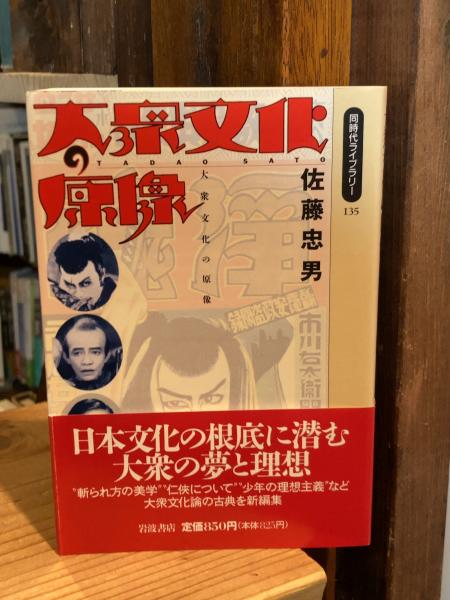 大衆文化
の
TADAO SATO
原像
大衆文化の原像
佐藤忠男
同時代ライブラリー
135
市川右太衛門
日本文化の根底に潜む
大衆の夢と理想
“斬られ方の美学”“仁侠について”“少年の理想主義”など
大衆文化論の古典を新編集
岩波書店 定価850円(本体825円)